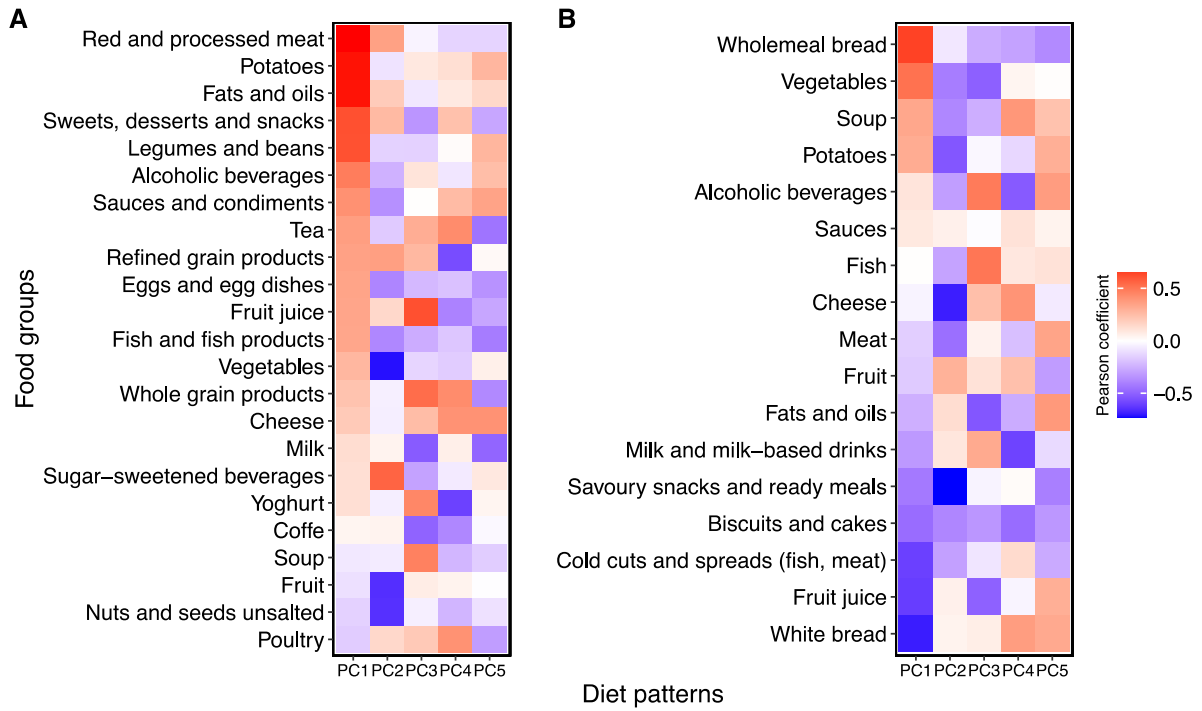 A
Red and processed meat
Potatoes
Fats and oils
Sweets, desserts and snacks
Legumes and beans
Alcoholic beverages
Sauces and condiments
Tea
Refined grain products
Eggs and egg dishes
Fruit juice
Fish and fish products
Vegetables
Whole grain products
Cheese
Milk
Sugar−sweetened beverages
Yoghurt
Coffe
Soup
Fruit
Nuts and seeds unsalted
Poultry
Food groups
PC1 PC2 PC3 PC4 PC5
B
Wholemeal bread
Vegetables
Soup
Potatoes
Alcoholic beverages
Sauces
Fish
Cheese
Meat
Fruit
Fats and oils
Milk and milk−based drinks
Savoury snacks and ready meals
Biscuits and cakes
Cold cuts and spreads (fish, meat)
Fruit juice
White bread
PC1 PC2 PC3 PC4 PC5
Diet patterns
Pearson coefficient
0.5
0.0
−0.5